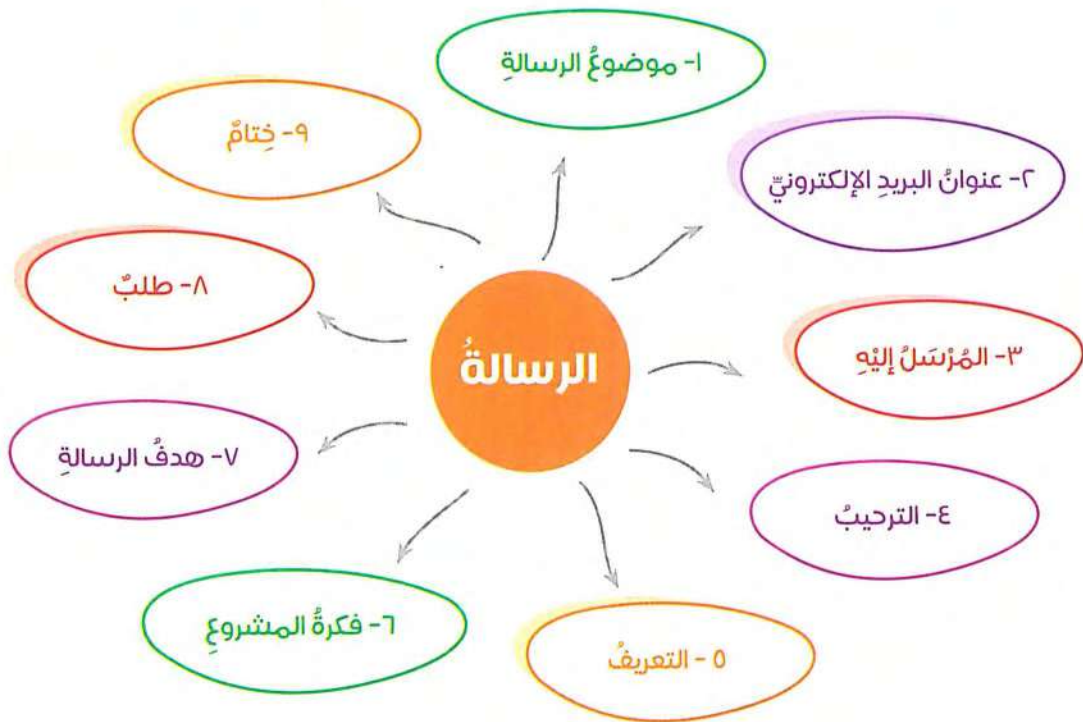 ١- موضوعُ الرسالةِ
٢- عنوانُ البريدِ الإلكترونيِّ
٣- المُرْسَلُ إليْهِ
٤- الترحيبُ
٥ - التعريفُ
٦- فكرةُ المشروعِ
٧- هدفُ الرسالةِ
٨- طلبٌ
٩- خِتامٌ
الرسالةُ